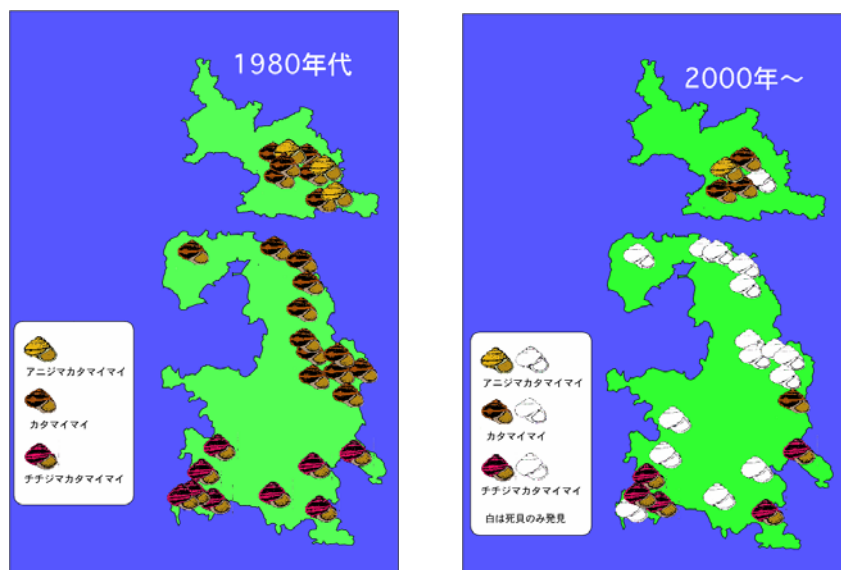 1980年代
アニジマカタマイマイ
カタマイマイ
チチジマカタマイマイ
2000年～
アニジマカタマイマイ
カタマイマイ
チチジマカタマイマイ
白は死貝のみ発見